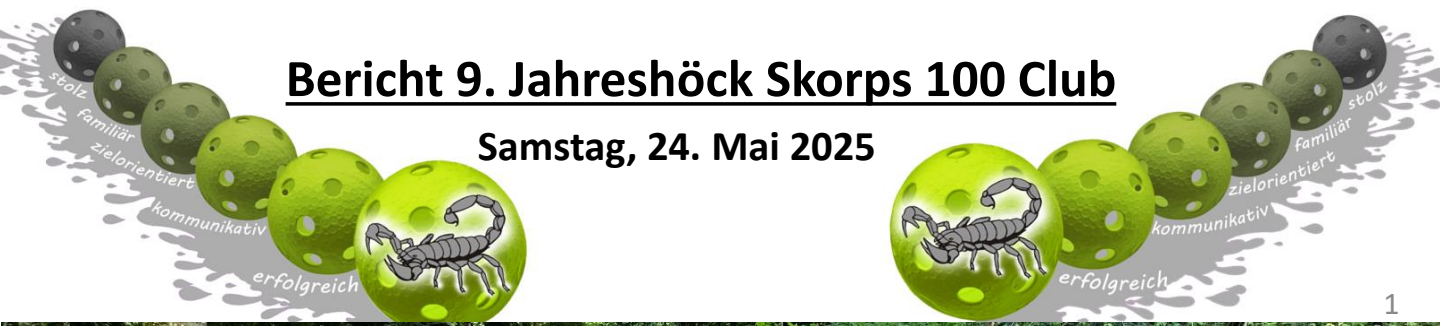 Bericht 9. Jahreshöck Skorps 100 Club
Samstag, 24. Mai 2025
stolz
familiär
zielorientiert
kommunikativ
erfolgreich
stolz
familiär
zielorientiert
kommunikativ
erfolgreich
1